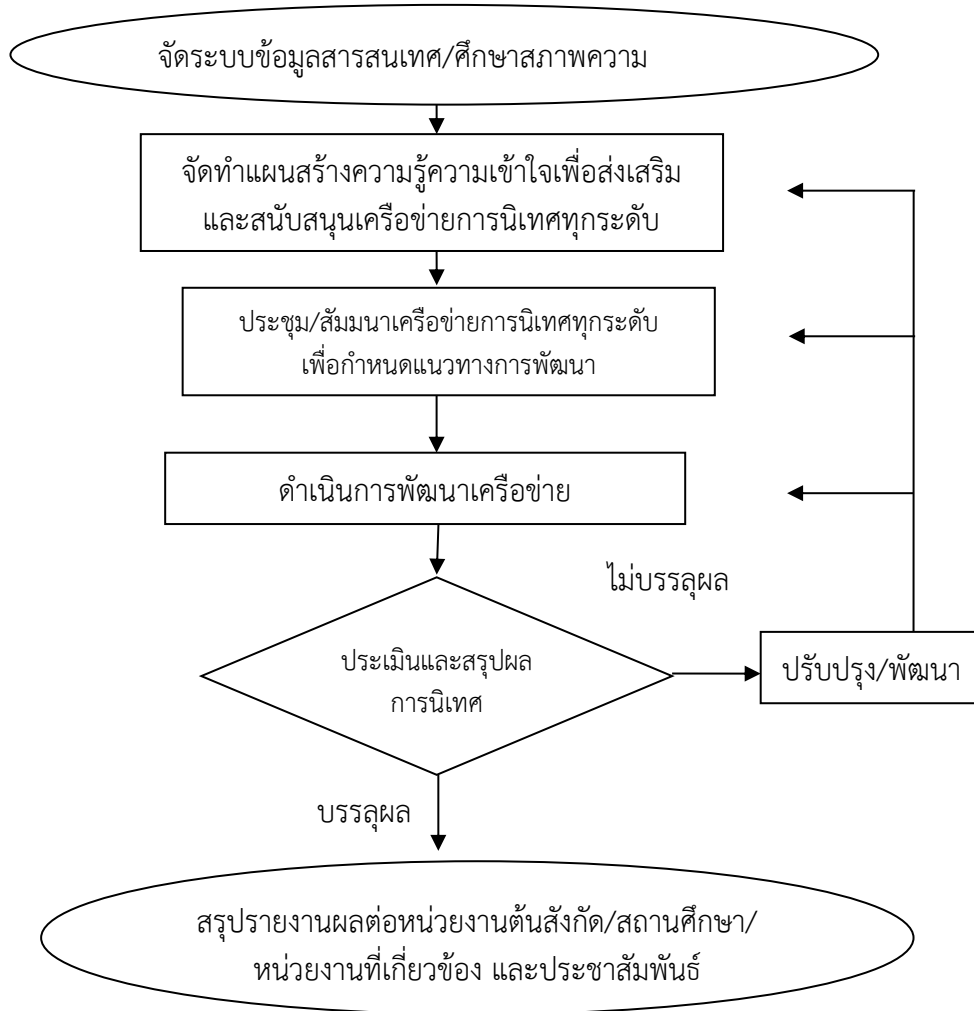 จัดระบบข้อมูลสารสนเทศ/ศึกษาสภาพความ
จัดทำแผนสร้างความรู้ความเข้าใจเพื่อส่งเสริม
และสนับสนุนเครือข่ายการนิเทศทุกระดับ
ประชุม/สัมมนาเครือข่ายการนิเทศทุกระดับ
เพื่อกำหนดแนวทางการพัฒนา
ดำเนินการพัฒนาเครือข่าย
ไม่บรรลุผล
ประเมินและสรุปผล
การนิเทศ
ปรับปรุง/พัฒนา
บรรลุผล
สรุปรายงานผลต่อหน่วยงานต้นสังกัด/สถานศึกษา/
หน่วยงานที่เกี่ยวข้อง และประชาสัมพันธ์